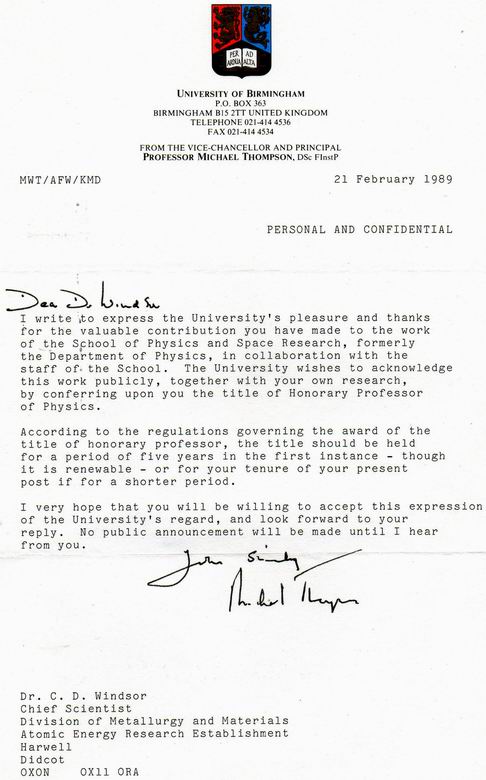 PER AD
ARDUA ALTA
UNIVERSITY OF BIRMINGHAM
P.O. BOX 363
BIRMINGHAM B15 2TT UNITED KINGDOM
TELEPHONE 021-414 4536
FAX 021-414 4534
FROM THE VICE-CHANCELLOR AND PRINCIPAL
PROFESSOR MICHAEL THOMPSON, DSc FInstP
MWT/AFW/KMD 21 February 1989
PERSONAL AND CONFIDENTIAL
Dear Dr Windsor
I write to express the University's pleasure and thanks
for the valuable contribution you have made to the work
of the School of Physics and Space Research, formerly
the Department of Physics, in collaboration with the
staff of the School. The University wishes to acknowledge
this work publicly, together with your own research,
by conferring upon you the title of Honorary Professor
of Physics.
According to the regulations governing the award of the
title of honorary professor, the title should be held
for a period of five years in the first instance - though
it is renewable - or for your tenure of your present
post if for a shorter period.
I very hope that you will be willing to accept this expression
of the University's regard, and look forward to your
reply. No public announcement will be made until I hear
from you.
Yours Sincerely
Michael Thompson
Dr. C. D. Windsor
Chief Scientist
Division of Metallurgy and Materials
Atomic Energy Research Establishment
Harwell
Didcot
OXON OX11 ORA